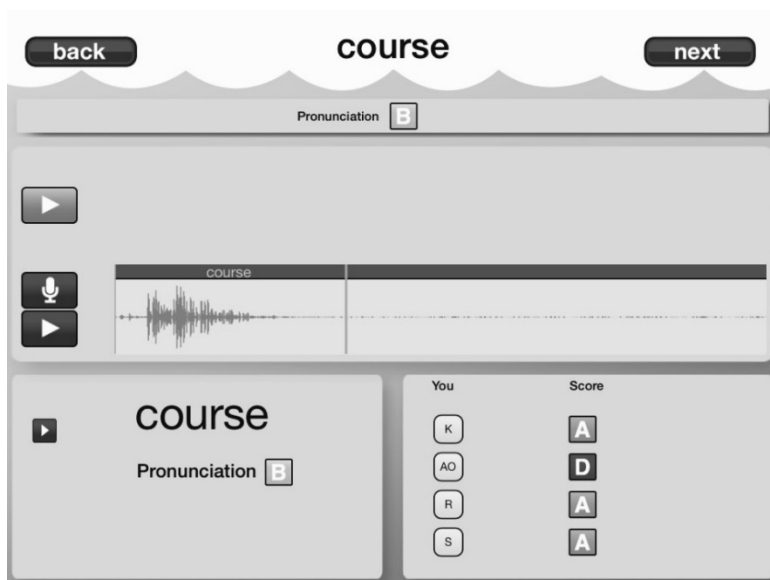 back course next
Pronunciation B
course
course
Pronunciation B
You Score
K A
AO D
R A
S A